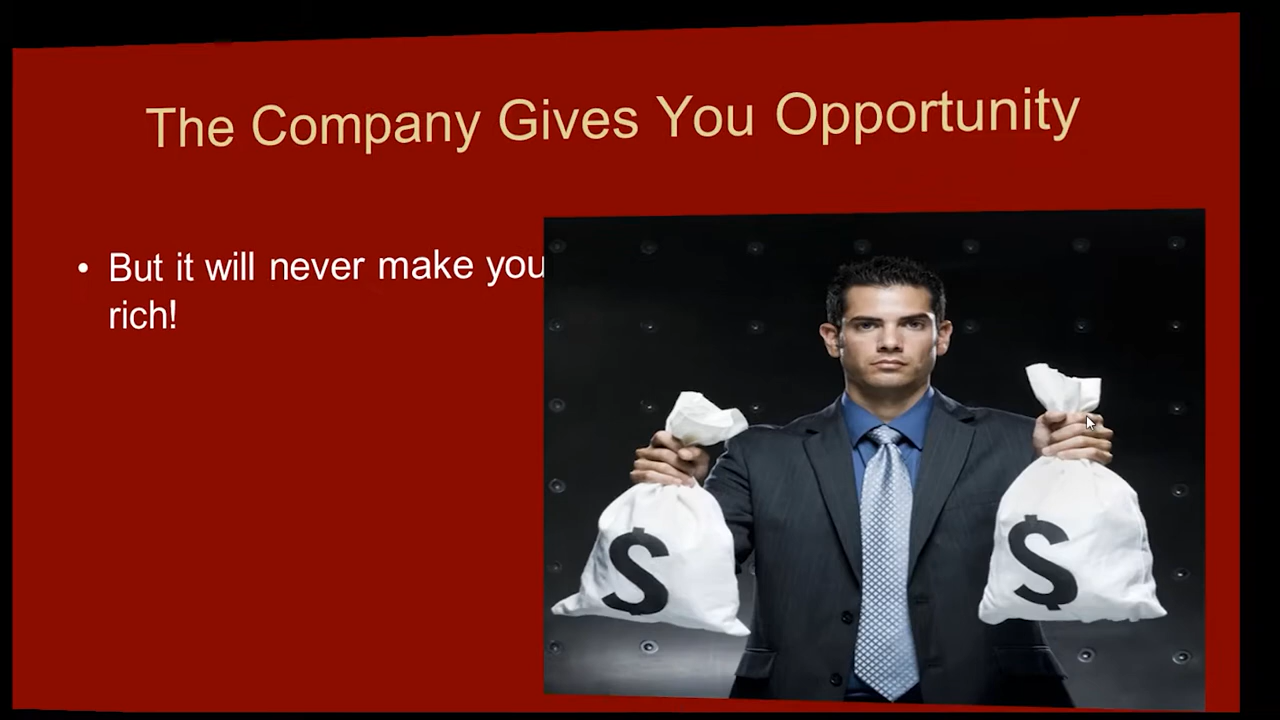 The Company Gives You Opportunity
• But it will never make you
rich!
$ $